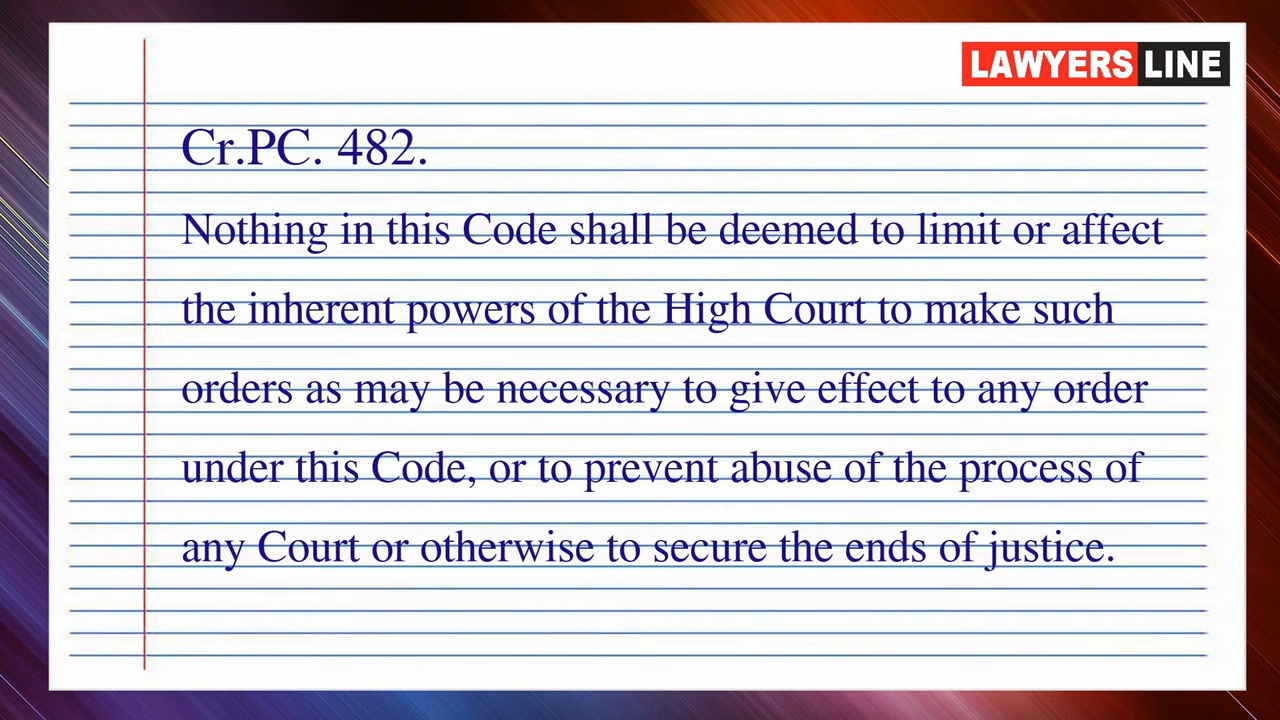 LAWYERS LINE
Cr.PC. 482.
Nothing in this Code shall be deemed to limit or affect
the inherent powers of the High Court to make such
orders as may be necessary to give effect to any order
under this Code, or to prevent abuse of the process of
any Court or otherwise to secure the ends of justice.